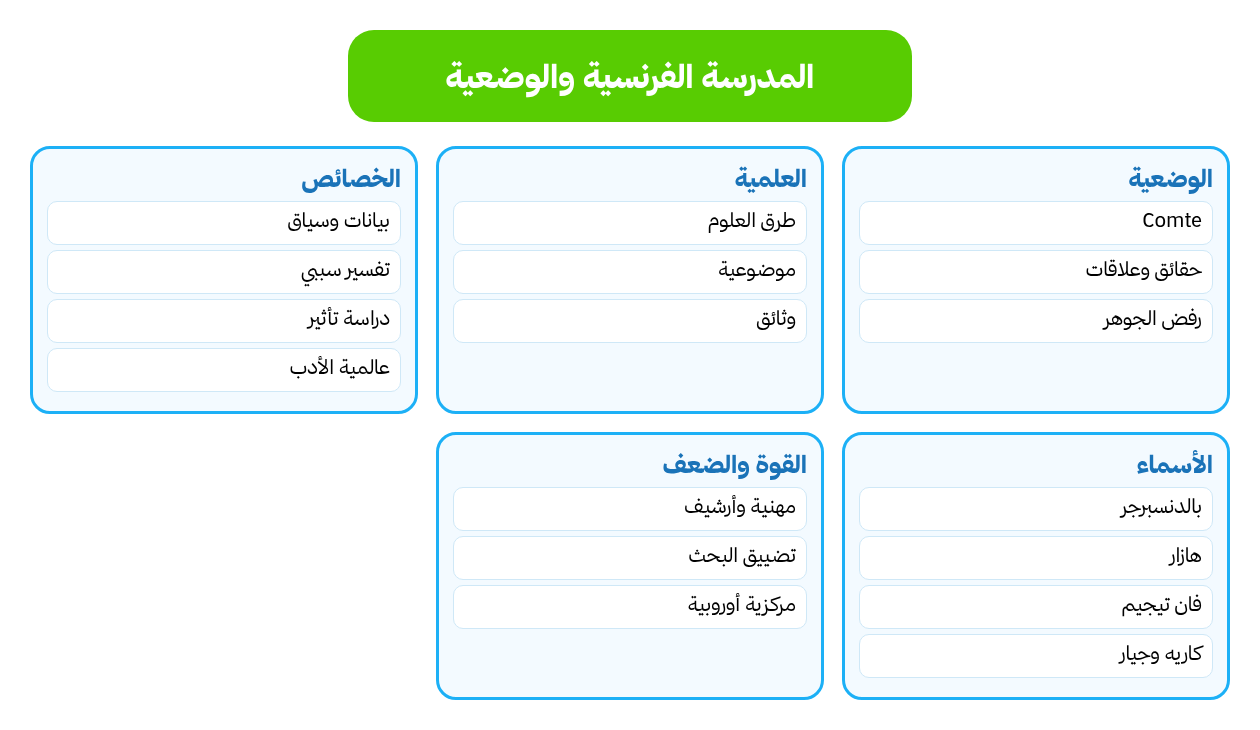 المدرسة الفرنسية والوضعية
الوضعية
Comte
حقائق وعلاقات
رفض الجوهر
العلمية
طرق العلوم
موضوعية
وثائق
الخصائص
بيانات وسياق
تفسير سببي
دراسة تأثير
عالمية الأدب
الأسماء
بالدنسبرجر
هازار
فان تيجيم
كاريه وجيار
القوة والضعف
مهنية وأرشيف
تضييق البحث
مركزية أوروبية